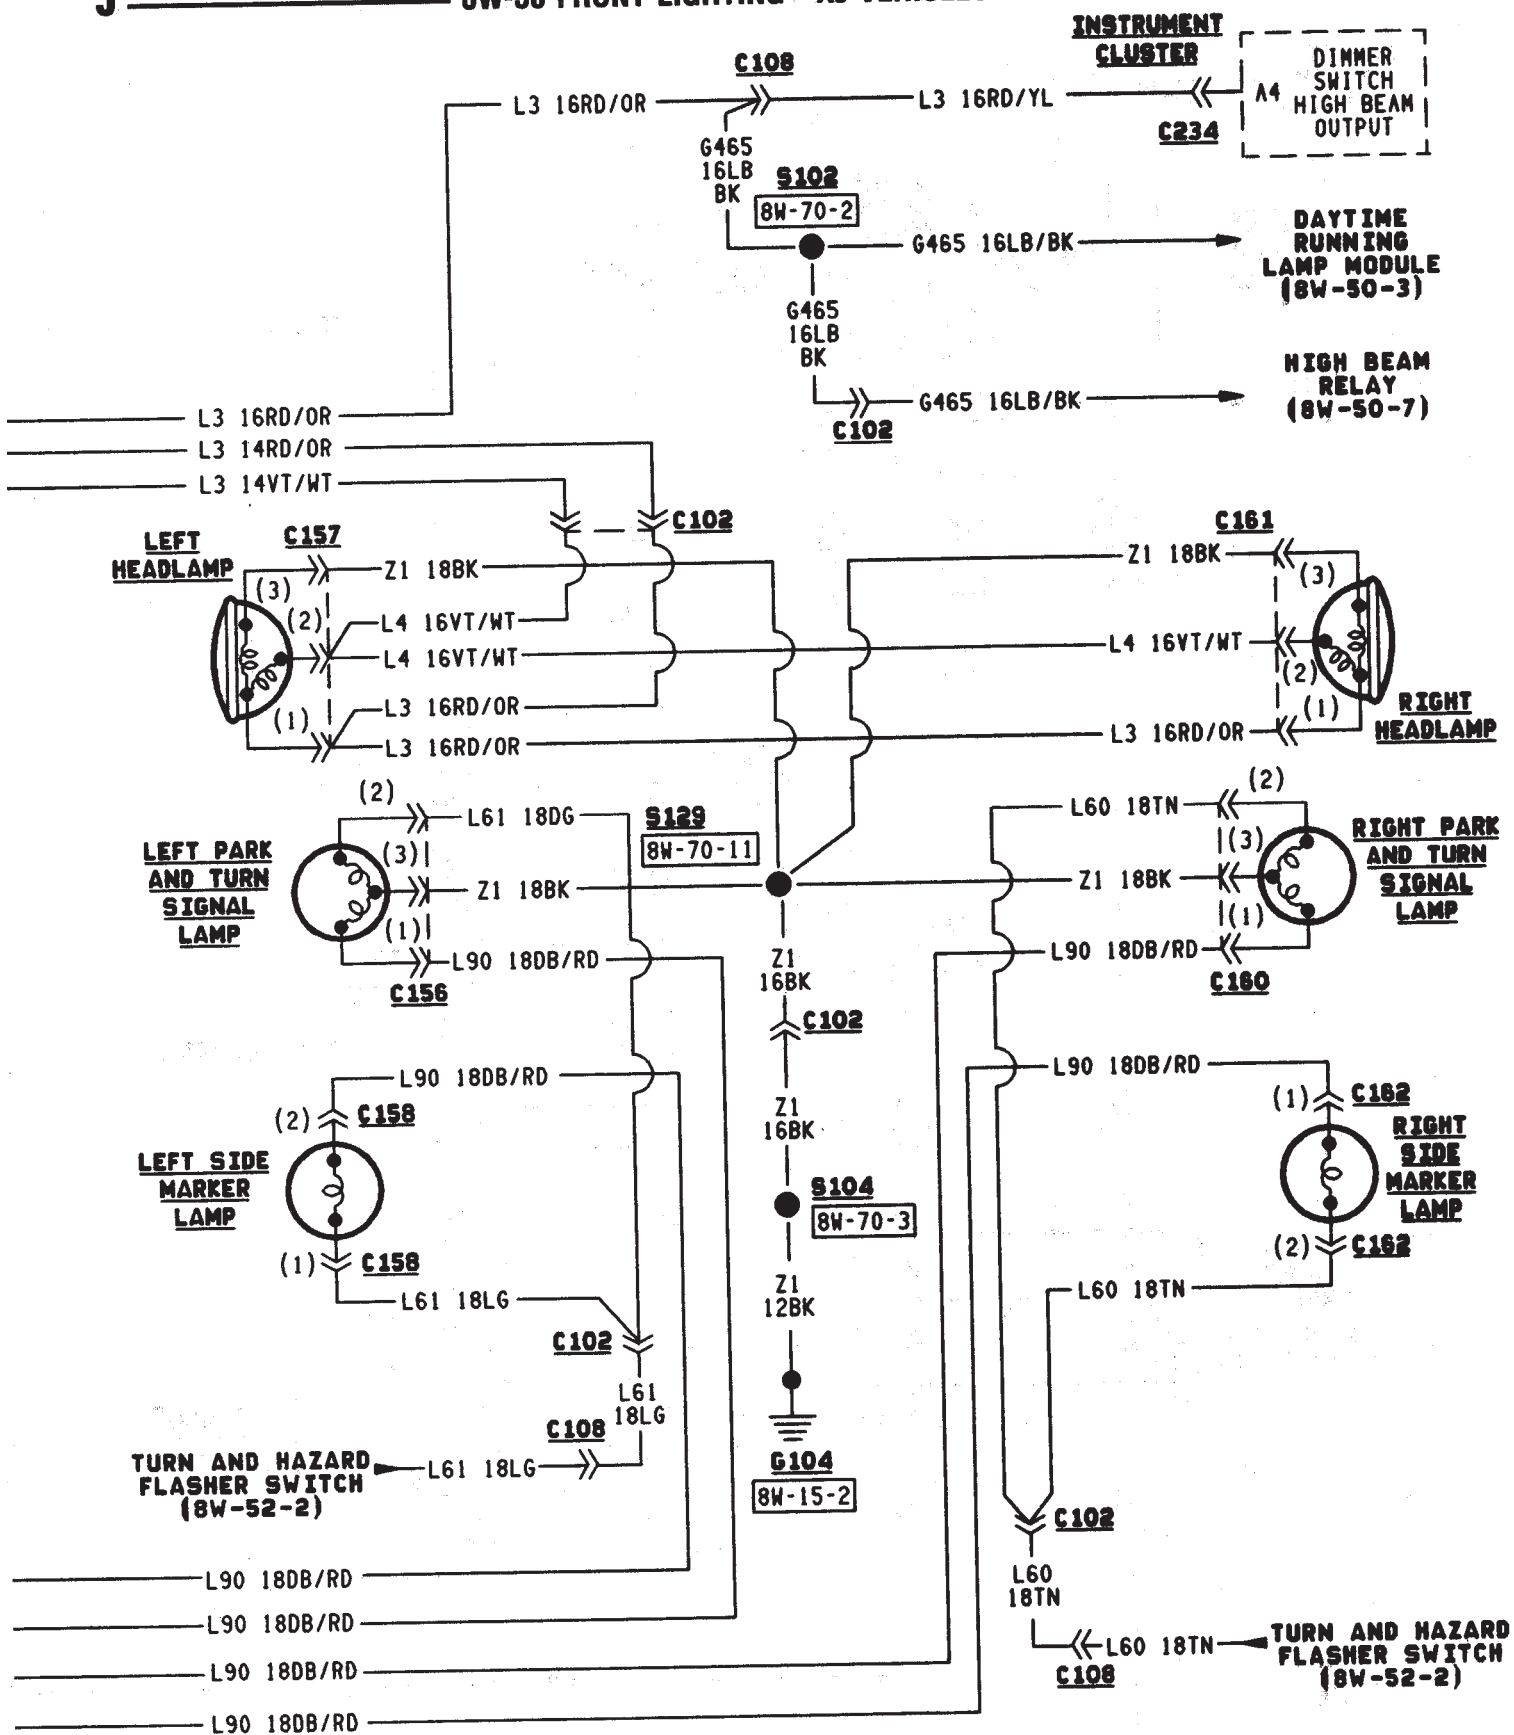 J
8W-50 FRONT LIGHTING
INSTRUMENT
CLUSTER
DIMMER
SWITCH
HIGH BEAM
OUTPUT
A4
C108
L3 16RD/OR
L3 16RD/YL
C234
G465
16LB
BK
S102
8W-70-2
G465 16LB/BK
DAYTIME
RUNNING
LAMP MODULE
(8W-50-3)
G465
16LB
BK
HIGH BEAM
RELAY
(8W-50-7)
G465 16LB/BK
C102
L3 16RD/OR
L3 14RD/OR
L3 14VT/WT
C102
LEFT
HEADLAMP
C157
C161
Z1 18BK
Z1 18BK
(3)
(3)
(2)
L4 16VT/WT
L4 16VT/WT
L4 16VT/WT
(2)
(1)
L3 16RD/OR
L3 16RD/OR
L3 16RD/OR
(1)
RIGHT
HEADLAMP
(2)
L61 18DG
S129
8W-70-11
L60 18TN
(2)
LEFT PARK
AND TURN
SIGNAL
LAMP
(3)
Z1 18BK
Z1 18BK
(3)
RIGHT PARK
AND TURN
SIGNAL
LAMP
(1)
L90 18DB/RD
C156
Z1
16BK
(1)
L90 18DB/RD
C160
C102
L90 18DB/RD
L90 18DB/RD
(2)
C158
Z1
16BK
(1)
C162
LEFT SIDE
MARKER
LAMP
RIGHT
SIDE
MARKER
LAMP
S104
8W-70-3
(1)
C158
(2)
C162
L61 18LG
Z1
12BK
L60 18TN
C102
L61
18LG
C108
TURN AND HAZARD
FLASHER SWITCH
(8W-52-2)
L61 18LG
G104
8W-15-2
C102
L60
18TN
L90 18DB/RD
L90 18DB/RD
L90 18DB/RD
L90 18DB/RD
L60 18TN
C108
TURN AND HAZARD
FLASHER SWITCH
(8W-52-2)